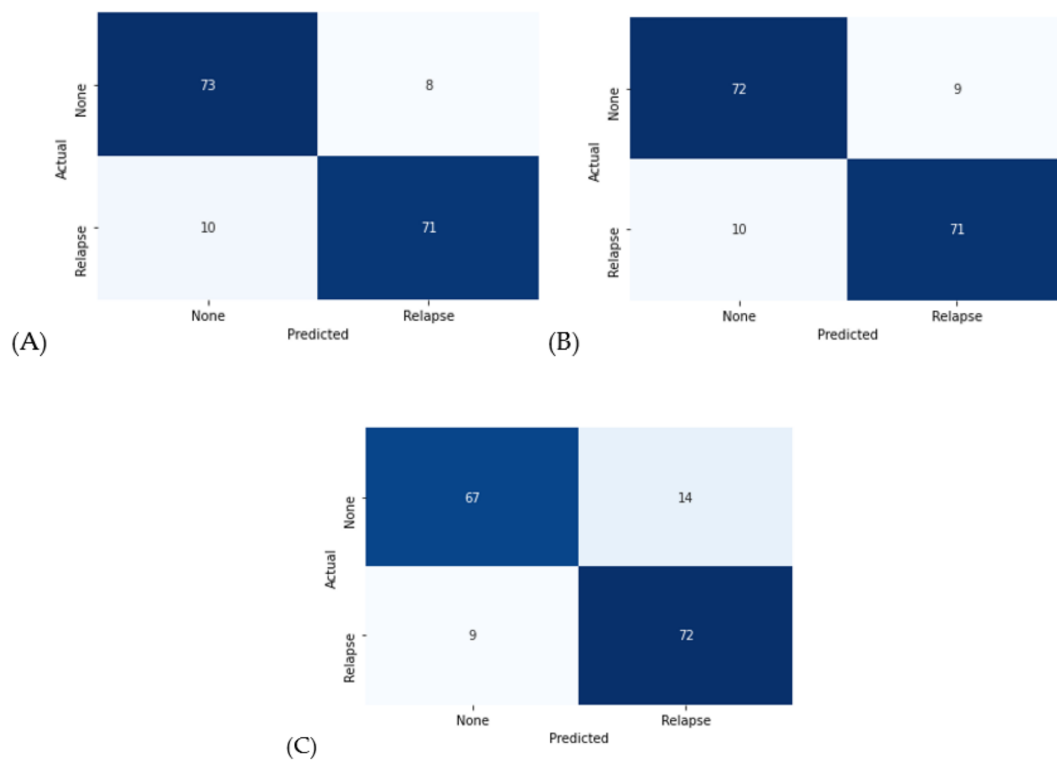 None
73
8
Actual
Relapse
10
71
None
Relapse
Predicted
(A)
None
72
9
Actual
Relapse
10
71
None
Relapse
Predicted
(B)
None
67
14
Actual
Relapse
9
72
None
Relapse
Predicted
(C)